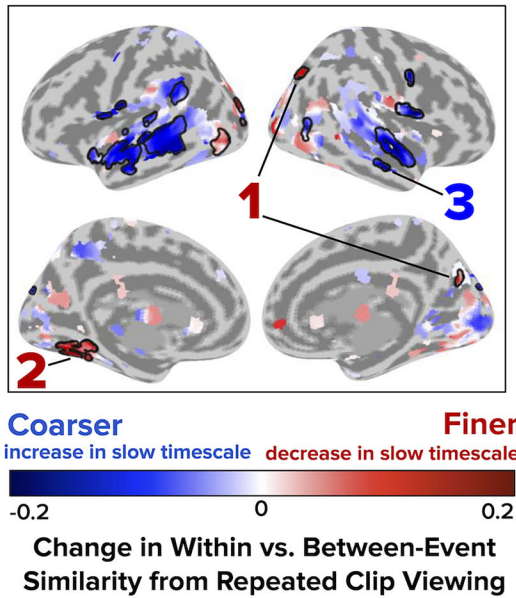 1
3
2
Coarser
Finer
increase in slow timescale
decrease in slow timescale
-0.2
0
0.2
Change in Within vs. Between-Event
Similarity from Repeated Clip Viewing